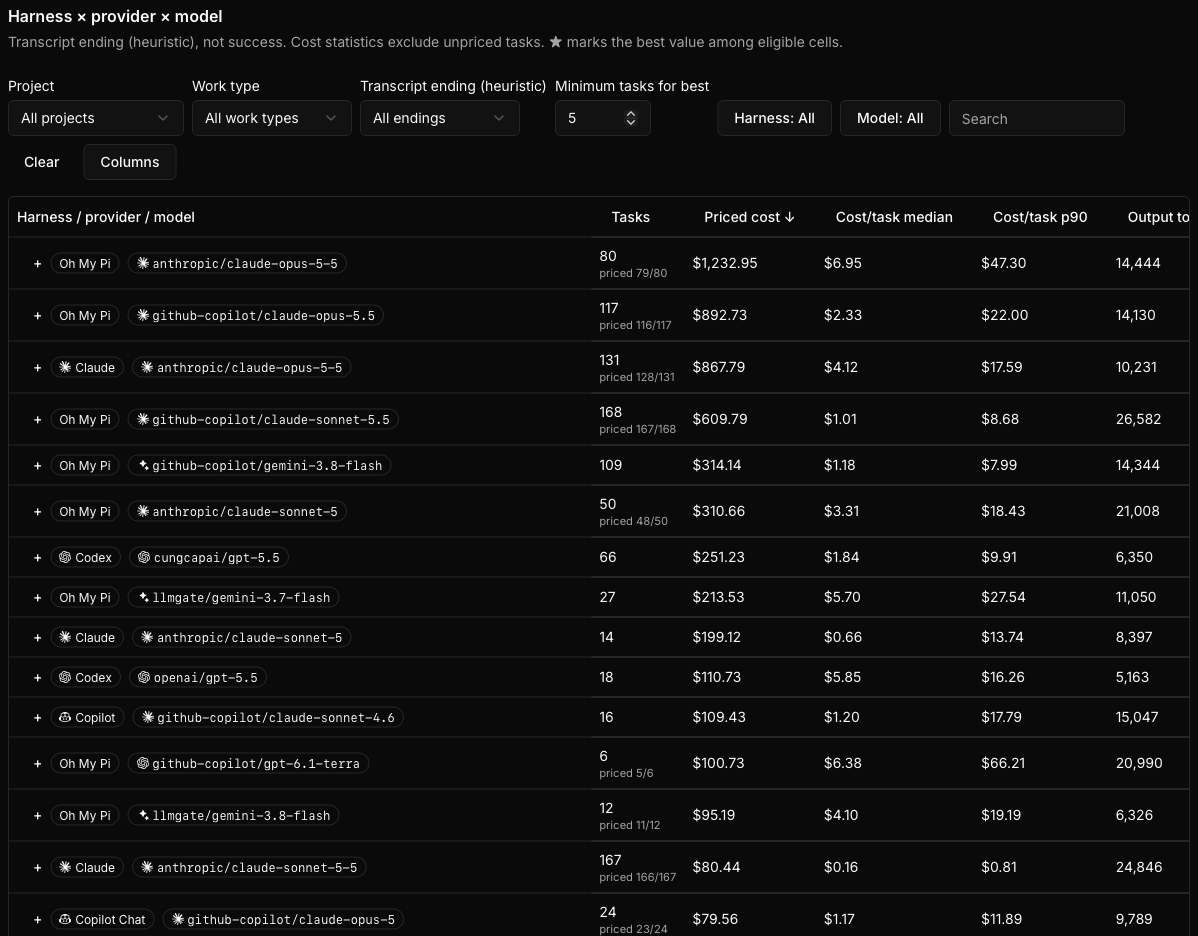 Harness × provider × model
Transcript ending (heuristic), not success. Cost statistics exclude unpriced tasks. ★ marks the best value among eligible cells.
Project Work type Transcript ending (heuristic) Minimum tasks for best
All projects All work types All endings 5 Harness: All Model: All Search
Clear Columns
Harness / provider / model Tasks Priced cost ↓ Cost/task median Cost/task p90 Output to
+ Oh My Pi anthropic/claude-opus-5-5 80 $1,232.95 $6.95 $47.30 14,444
priced 79/80
+ Oh My Pi github-copilot/claude-opus-5.5 117 $892.73 $2.33 $22.00 14,130
priced 116/117
+ Claude anthropic/claude-opus-5-5 131 $867.79 $4.12 $17.59 10,231
priced 128/131
+ Oh My Pi github-copilot/claude-sonnet-5.5 168 $609.79 $1.01 $8.68 26,582
priced 167/168
+ Oh My Pi github-copilot/gemini-3.8-flash 109 $314.14 $1.18 $7.99 14,344
+ Oh My Pi anthropic/claude-sonnet-5 50 $310.66 $3.31 $18.43 21,008
priced 48/50
+ Codex cungcapai/gpt-5.5 66 $251.23 $1.84 $9.91 6,350
+ Oh My Pi llmgate/gemini-3.7-flash 27 $213.53 $5.70 $27.54 11,050
+ Claude anthropic/claude-sonnet-5 14 $199.12 $0.66 $13.74 8,397
+ Codex openai/gpt-5.5 18 $110.73 $5.85 $16.26 5,163
+ Copilot github-copilot/claude-sonnet-4.6 16 $109.43 $1.20 $17.79 15,047
+ Oh My Pi github-copilot/gpt-6.1-terra 6 $100.73 $6.38 $66.21 20,990
priced 5/6
+ Oh My Pi llmgate/gemini-3.8-flash 12 $95.19 $4.10 $19.19 6,326
priced 11/12
+ Claude anthropic/claude-sonnet-5-5 167 $80.44 $0.16 $0.81 24,846
priced 166/167
+ Copilot Chat github-copilot/claude-opus-5 24 $79.56 $1.17 $11.89 9,789
priced 23/24